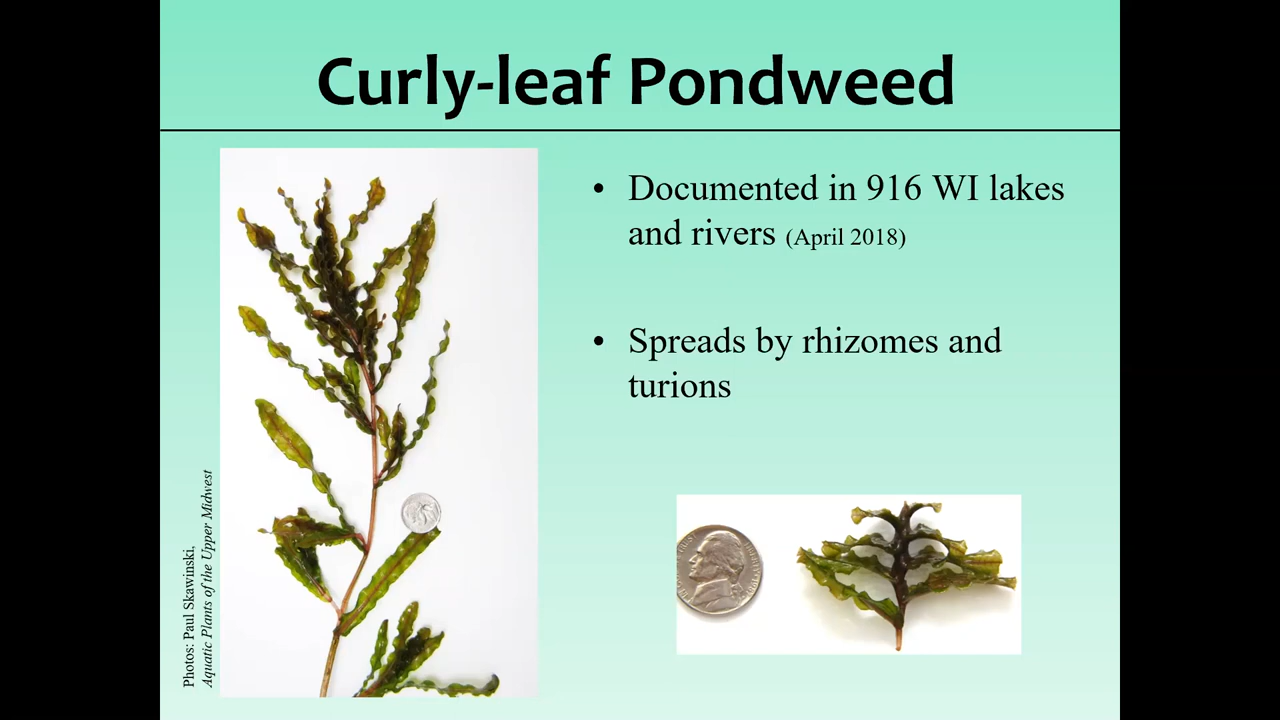 Curly-leaf Pondweed
• Documented in 916 WI lakes
and rivers (April 2018)
• Spreads by rhizomes and
turions
Photos: Paul Skawinski,
Aquatic Plants of the Upper Midwest